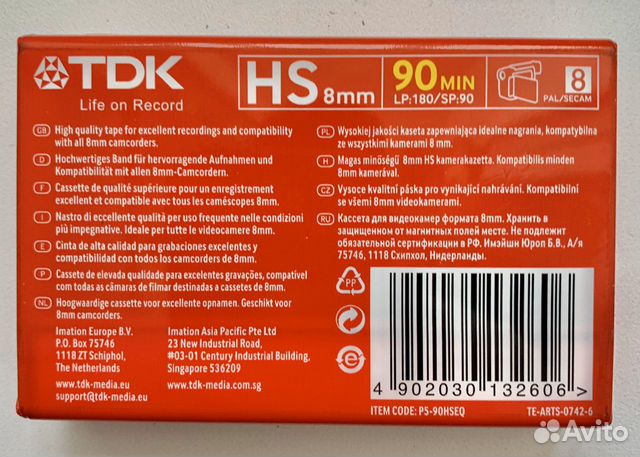 TDK
Life on Record
HS 8mm
90 MIN
LP:180/SP:90
8
PAL/SECAM
GB High quality tape for excellent recordings and compatibility
with all 8mm camcorders.
D Hochwertiges Band für hervorragende Aufnahmen und
Kompatibilität mit allen 8mm-Camcordern.
F Cassette de qualité supérieure pour un enregistrement
excellent et compatible avec tous les caméscopes 8mm.
I Nastro di eccellente qualità per uso frequente nelle condizioni
più impegnative. Ideale per tutte le videocamere 8mm.
E Cinta de alta calidad para grabaciones excelentes y
compatibilidad con todos los camcorders de 8mm.
P Cassete de elevada qualidade para excelentes gravações, compatível
com todas as câmaras de filmar destinadas a cassetes de 8mm.
NL Hoogwaardige cassette voor excellente opnamen. Geschikt voor
8mm camcorders.
Imation Europe B.V.
P.O. Box 75746
1118 ZT Schiphol,
The Netherlands
www.tdk-media.eu
support@tdk-media.eu
Imation Asia Pacific Pte Ltd
23 New Industrial Road,
#03-01 Century Industrial Building,
Singapore 536209
www.tdk-media.com.sg
PL Wysokiej jakości kaseta zapewniająca idealne nagrania, kompatybilna
ze wszystkimi kamerami 8 mm.
H Magas minőségű 8mm HS kamerakazetta. Kompatibilis minden
8mm kamerával.
CZ Vysoce kvalitní páska pro vynikající nahrávání. Kompatibilní
se všemi 8mm videokamerami.
RU Кассета для видеокамер формата 8mm. Хранить в
защищенном от магнитных полей месте. Не подлежит
обязательной сертификации в РФ. Имэйшн Юроп Б.В., А/я
75746, 1118 Схипхол, Нидерланды.
PP
e
4 902030 132606 >
ITEM CODE: P5-90HSEQ
TE-ARTS-0742-6
Avito